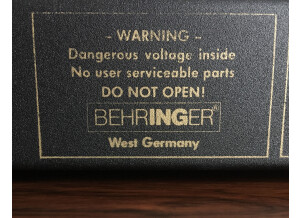 - WARNING -
Dangerous voltage inside
No user serviceable parts
DO NOT OPEN!
BEHRINGER®
West Germany